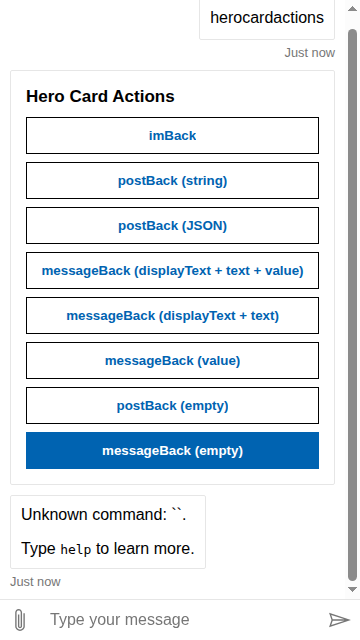 herocardactions
Just now
Hero Card Actions
imBack
postBack (string)
postBack (JSON)
messageBack (displayText + text + value)
messageBack (displayText + text)
messageBack (value)
postBack (empty)
messageBack (empty)
Unknown command: ``.
Type help to learn more.
Just now
Type your message